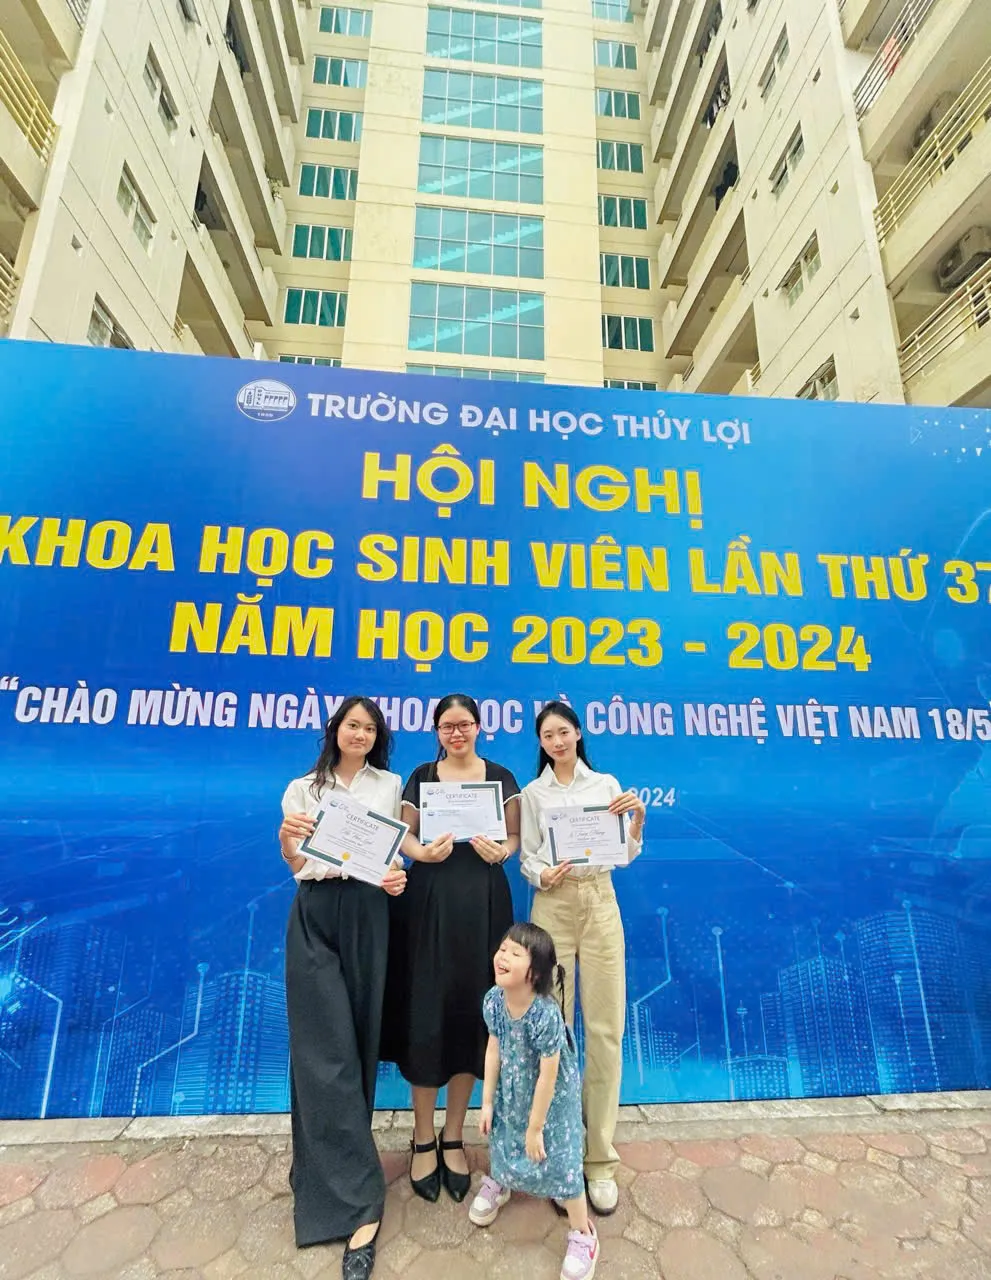 TRƯỜNG ĐẠI HỌC THỦY LỢI
HỘI NGHỊ
KHOA HỌC SINH VIÊN LẦN THỨ 37
NĂM HỌC 2023 - 2024
“CHÀO MỪNG NGÀY KHOA HỌC VÀ CÔNG NGHỆ VIỆT NAM 18/5
2024
CERTIFICATE
CERTIFICATE
CERTIFICATE